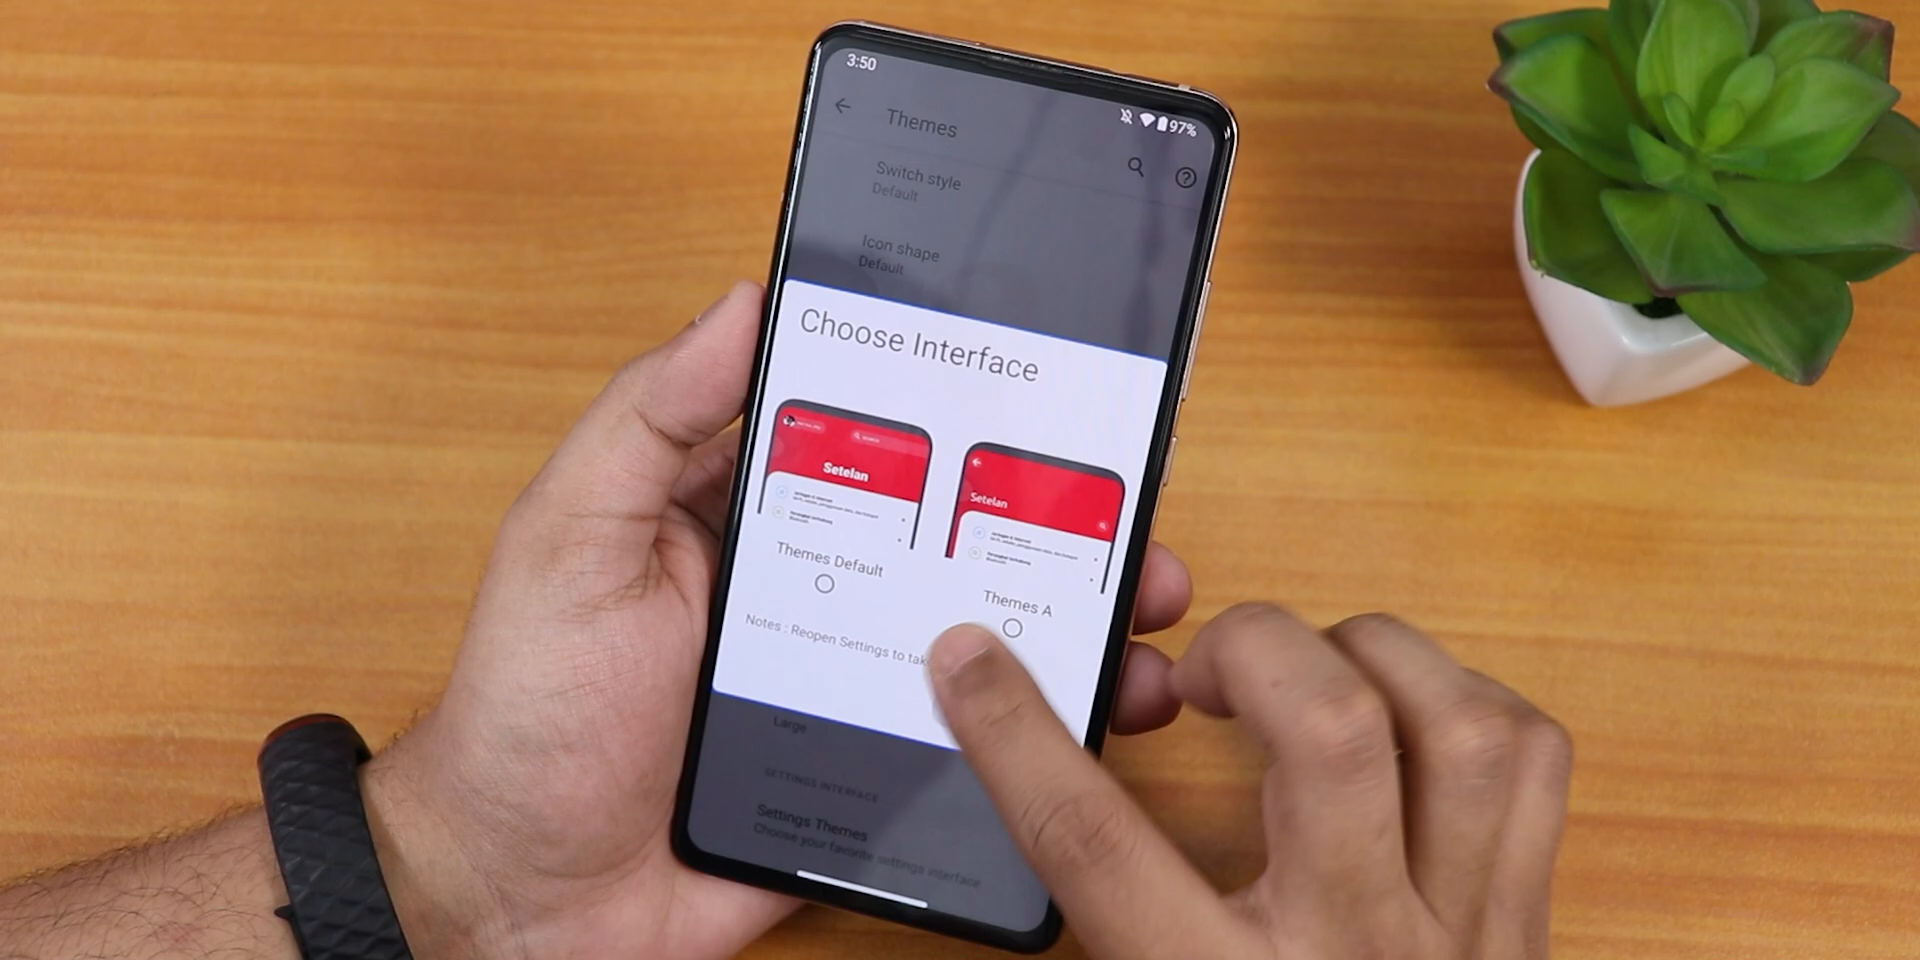 3:50
97%
Themes
Switch style
Default
Icon shape
Default
Choose Interface
SEARCH
Setelan
Setelan
Themes Default
Themes A
Notes : Reopen Settings to tak
Large
SETTINGS INTERFACE
Settings Themes
Choose your favorite settings interface